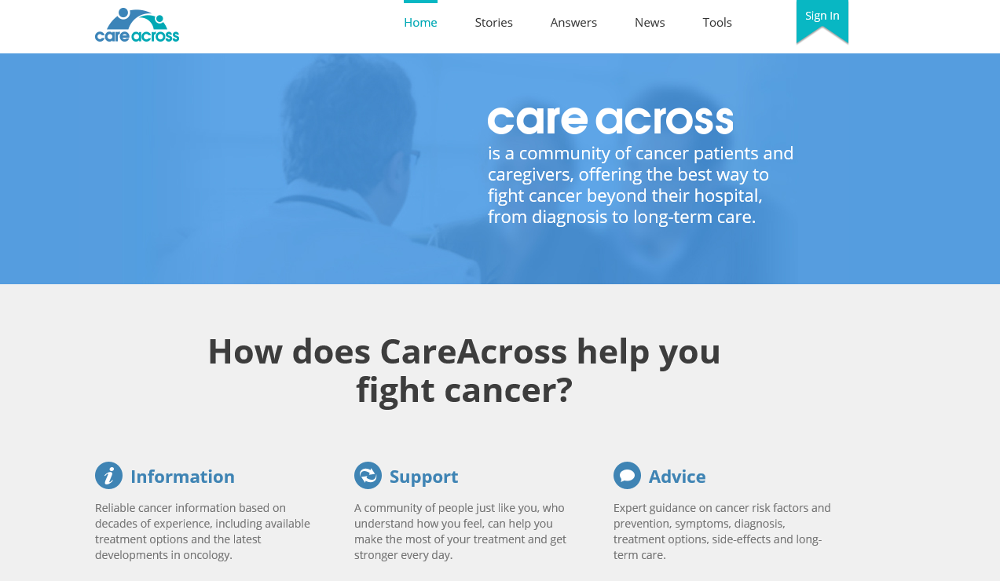 care across
Home
Stories
Answers
News
Tools
Sign In
care across
is a community of cancer patients and
caregivers, offering the best way to
fight cancer beyond their hospital,
from diagnosis to long-term care.
How does CareAcross help you
fight cancer?
Information
Reliable cancer information based on
decades of experience, including available
treatment options and the latest
developments in oncology.
Support
A community of people just like you, who
understand how you feel, can help you
make the most of your treatment and get
stronger every day.
Advice
Expert guidance on cancer risk factors and
prevention, symptoms, diagnosis,
treatment options, side-effects and long-
term care.